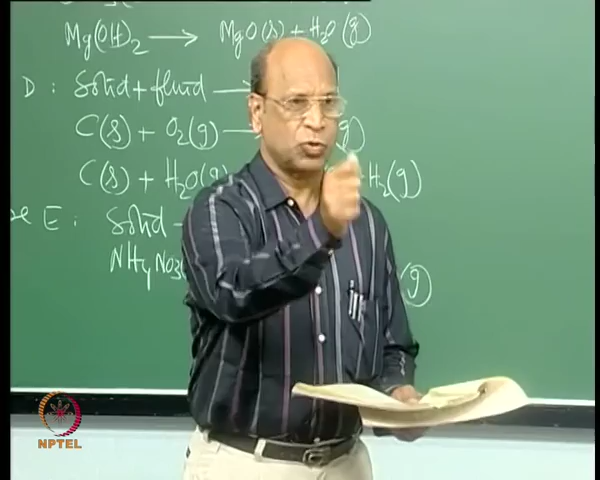 Mg(OH)2 ⟶ MgO(s) + H2O(g)
D : Solid + fluid ⟶
C(s) + O2(g) ⟶ (g)
C(s) + H2O(g) H2(g)
E : Solid
NH4NO3 (g)
NPTEL